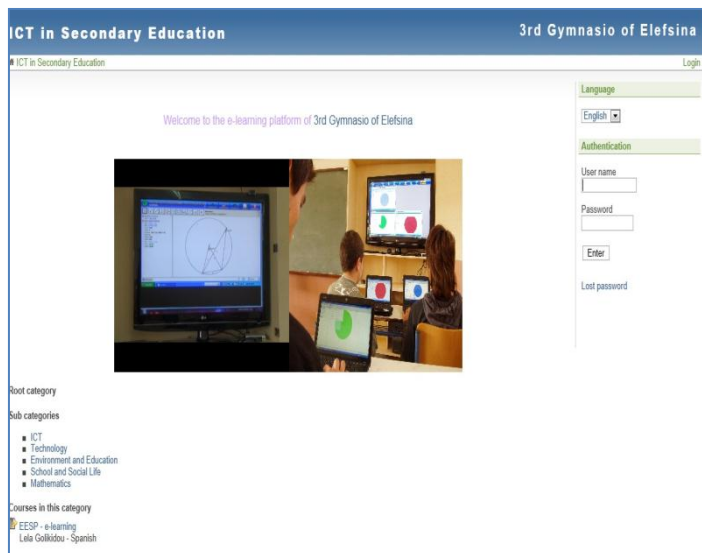 ICT in Secondary Education
3rd Gymnasio of Elefsina
ICT in Secondary Education
Login
Welcome to the e-learning platform of 3rd Gymnasio of Elefsina
Language
English
Authentication
User name
Password
Enter
Lost password
Root category
Sub categories
ICT
Technology
Environment and Education
School and Social Life
Mathematics
Courses in this category
EESP - e-learning
Lela Golikidou - Spanish